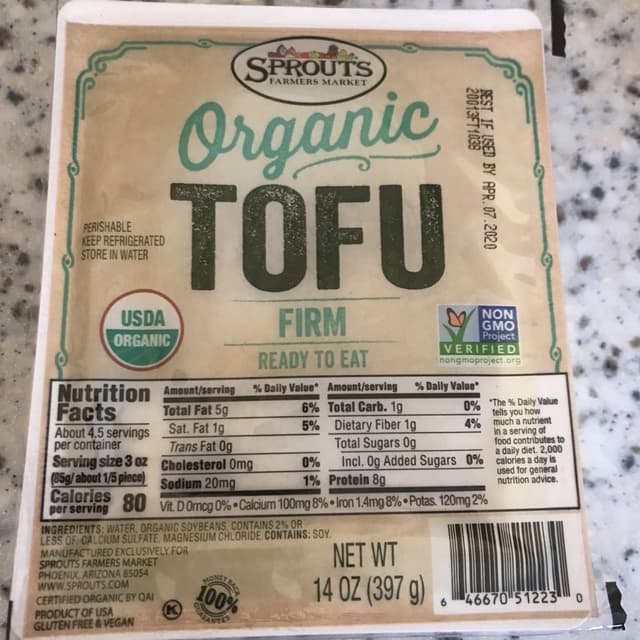 SPROUTS
FARMERS MARKET
Organic
TOFU
FIRM
READY TO EAT
BEST IF USED BY APR.07.2020
PERISHABLE
KEEP REFRIGERATED
STORE IN WATER
USDA
ORGANIC
NON
GMO
Project
VERIFIED
nongmoproject.org
Nutrition
Facts
About 4.5 servings
per container
Serving size 3 oz
(85g/about 1/5 piece)
Calories
per serving 80
Amount/serving % Daily Value*
Total Fat 5g 6%
Sat. Fat 1g 5%
Trans Fat 0g
Cholesterol 0mg 0%
Sodium 20mg 1%
Amount/serving % Daily Value*
Total Carb. 1g 0%
Dietary Fiber 1g 4%
Total Sugars 0g
Incl. 0g Added Sugars 0%
Protein 8g
Vit. D 0mcg 0% • Calcium 100mg 8% • Iron 1.4mg 8% • Potas. 120mg 2%
*The % Daily Value
tells you how
much a nutrient
in a serving of
food contributes to
a daily diet. 2,000
calories a day is
used for general
nutrition advice.
INGREDIENTS: WATER, ORGANIC SOYBEANS. CONTAINS 2% OR
LESS OF: CALCIUM SULFATE, MAGNESIUM CHLORIDE. CONTAINS: SOY.
MANUFACTURED EXCLUSIVELY FOR
SPROUTS FARMERS MARKET
PHOENIX, ARIZONA 85054
WWW.SPROUTS.COM
CERTIFIED ORGANIC BY QAI
PRODUCT OF USA
GLUTEN FREE & VEGAN
K
MONEY BACK
100%
GUARANTEE
NET WT
14 OZ (397 g)
6 46670 51223 0